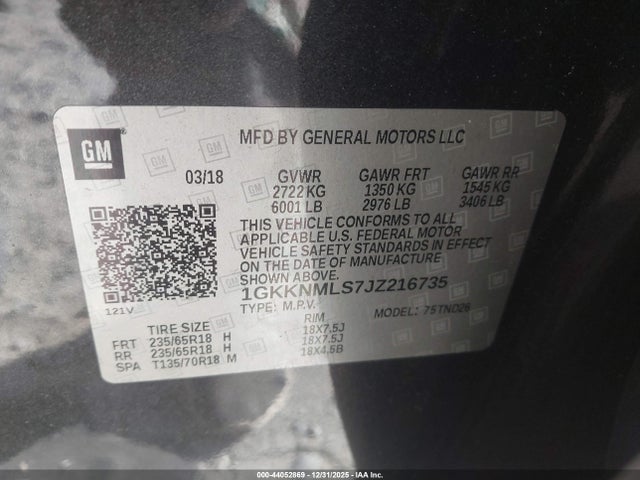 GM
MFD BY GENERAL MOTORS LLC
03/18 GVWR GAWR FRT GAWR RR
2722 KG 1350 KG 1545 KG
6001 LB 2976 LB 3406 LB
THIS VEHICLE CONFORMS TO ALL
APPLICABLE U.S. FEDERAL MOTOR
VEHICLE SAFETY STANDARDS IN EFFECT
ON THE DATE OF MANUFACTURE
SHOWN ABOVE.
1GKKNMLS7JZ216735
121V
TYPE: M.P.V. MODEL: 75TND26
TIRE SIZE RIM
FRT 235/65R18 H 18X7.5J
RR 235/65R18 H 18X7.5J
SPA T135/70R18 M 18X4.5B
000-44052869 12/31/2025 IAA Inc.